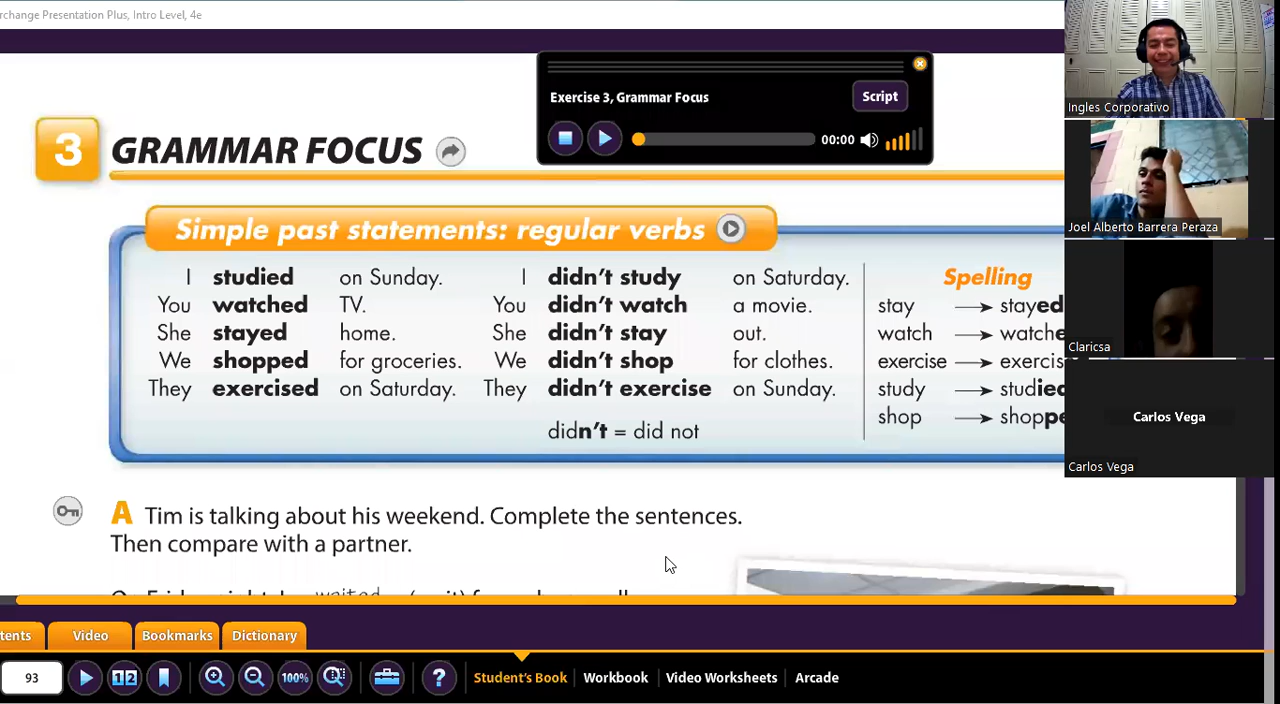 rchange Presentation Plus, Intro Level, 4e
Exercise 3, Grammar Focus
Script
00:00
3 GRAMMAR FOCUS
Simple past statements: regular verbs
I studied on Sunday. I didn't study on Saturday. Spelling
You watched TV. You didn't watch a movie. stay → stayed
She stayed home. She didn't stay out. watch → watche
We shopped for groceries. We didn't shop for clothes. exercise → exercis
They exercised on Saturday. They didn't exercise on Sunday. study → studied
shop → shoppe
didn't = did not
A Tim is talking about his weekend. Complete the sentences.
Then compare with a partner.
waited
Ingles Corporativo
Joel Alberto Barrera Peraza
Claricsa
Carlos Vega
Carlos Vega
tents Video Bookmarks Dictionary
93 12 100% ? Student's Book Workbook Video Worksheets Arcade